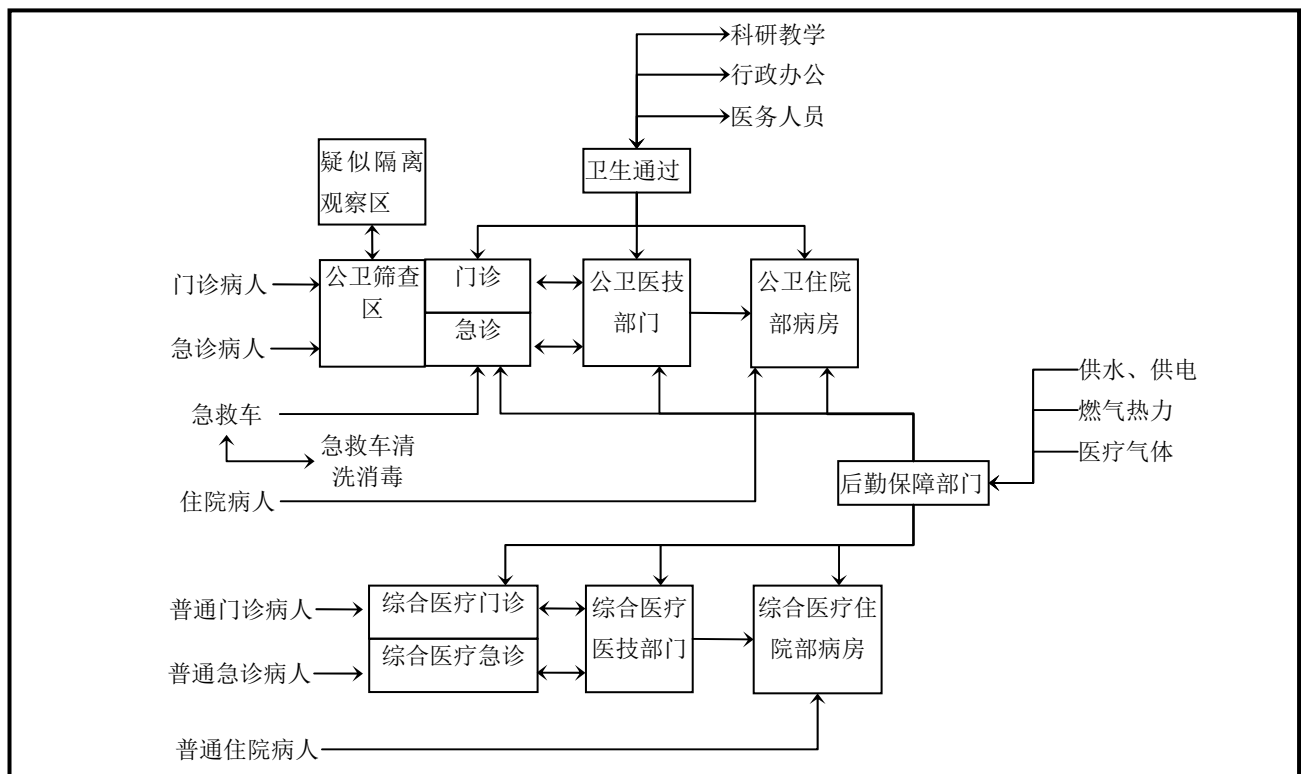 科研教学
行政办公
医务人员
疑似隔离
观察区
卫生通过
门诊病人
急诊病人
公卫筛查
区
门诊
急诊
公卫医技
部门
公卫住院
部病房
供水、供电
燃气热力
医疗气体
急救车
急救车清
洗消毒
住院病人
后勤保障部门
普通门诊病人
普通急诊病人
综合医疗门诊
综合医疗急诊
综合医疗
医技部门
综合医疗住
院部病房
普通住院病人